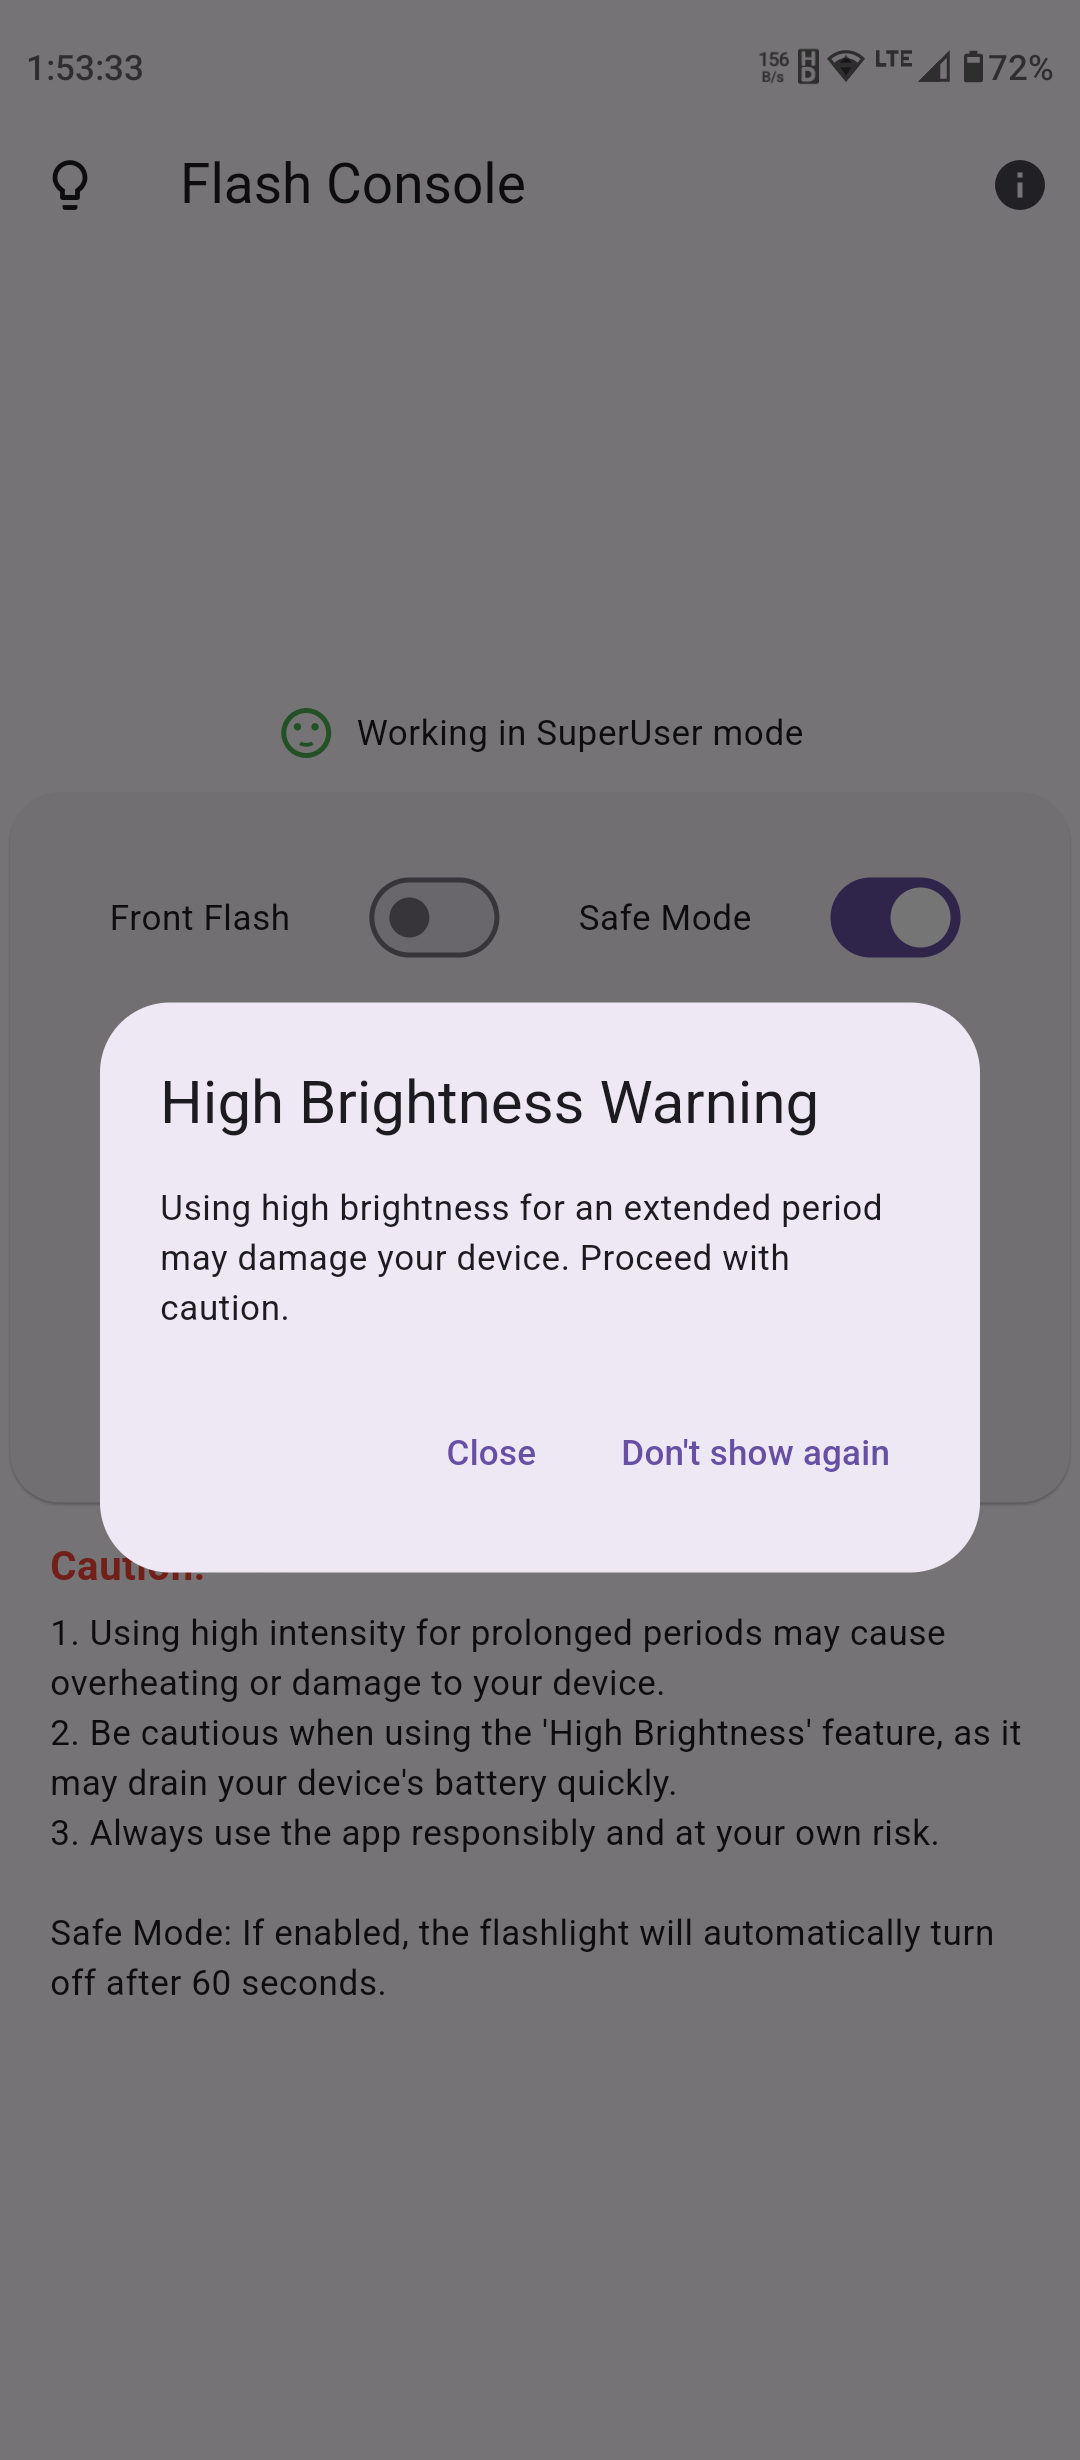 1:53:33
156 B/s HD LTE 72%
Flash Console
Working in SuperUser mode
Front Flash Safe Mode
High Brightness Warning
Using high brightness for an extended period
may damage your device. Proceed with
caution.
Close Don't show again
Caution:
1. Using high intensity for prolonged periods may cause
overheating or damage to your device.
2. Be cautious when using the 'High Brightness' feature, as it
may drain your device's battery quickly.
3. Always use the app responsibly and at your own risk.
Safe Mode: If enabled, the flashlight will automatically turn
off after 60 seconds.